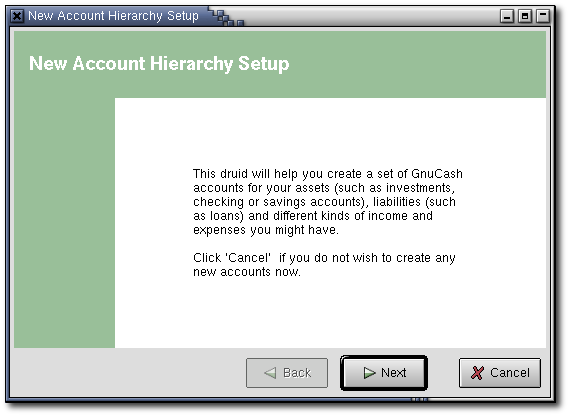 New Account Hierarchy Setup
New Account Hierarchy Setup
This druid will help you create a set of GnuCash
accounts for your assets (such as investments,
checking or savings accounts), liabilities (such
as loans) and different kinds of income and
expenses you might have.
Click 'Cancel'  if you do not wish to create any
new accounts now.
Back
Next
Cancel